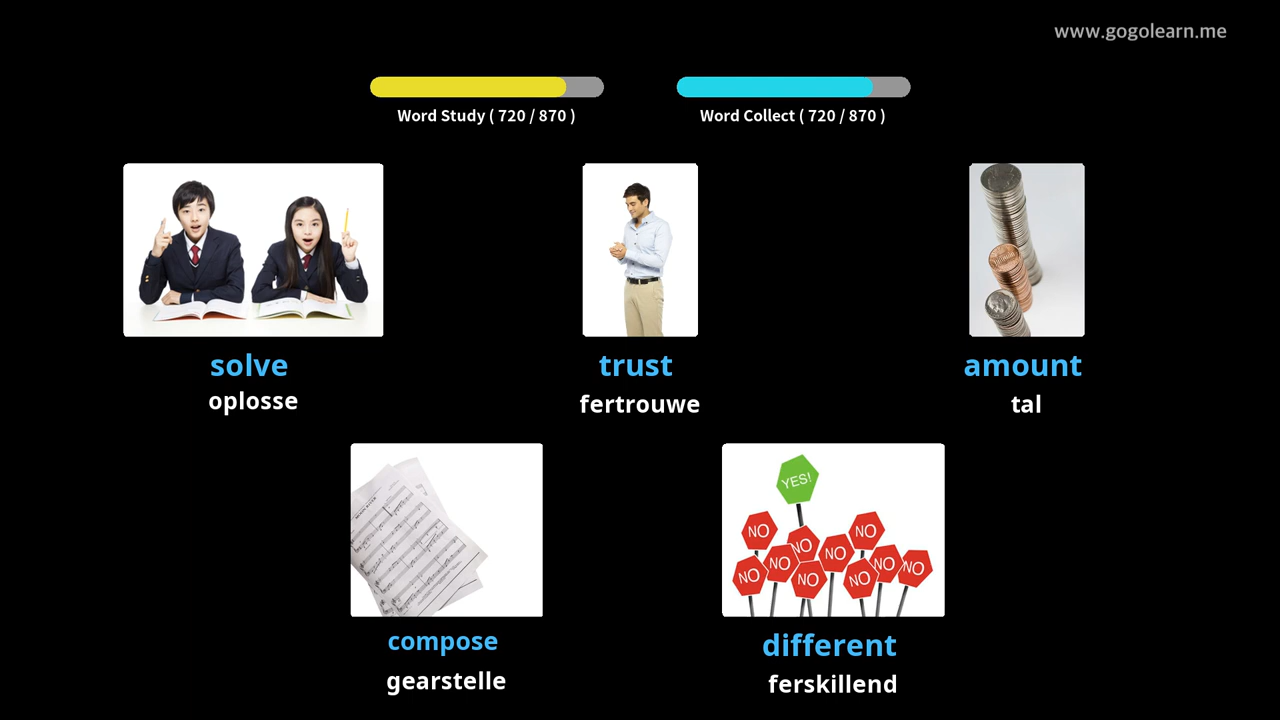 www.gogolearn.me
Word Study ( 720 / 870 )
Word Collect ( 720 / 870 )
solve
oplosse
trust
fertrouwe
amount
tal
YES!
NO
NO
NO
NO
NO
NO
NO
NO
NO
NO
compose
gearstelle
different
ferskillend